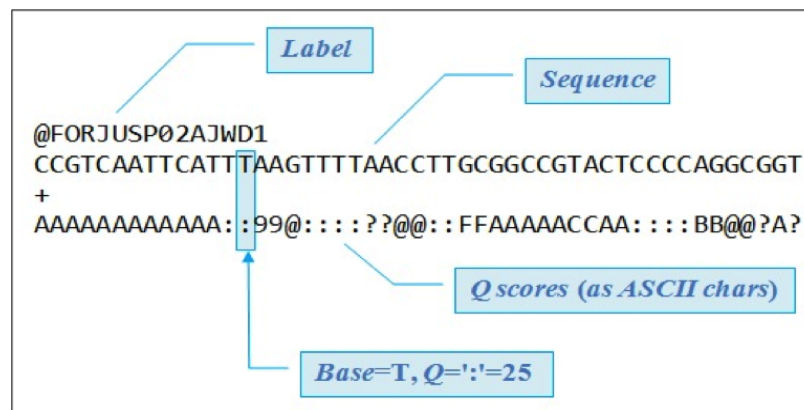 Label
Sequence
@FORJUSP02AJWD1
CCGTCAATTCATTTAAGTTTTAACCTTGCGGCCGTACTCCCCAGGCGGT
+
AAAAAAAAAAAA::99@::::??@@::FFAAAAACCAA::::BB@@?A?
Q scores (as ASCII chars)
Base=T, Q=':'=25